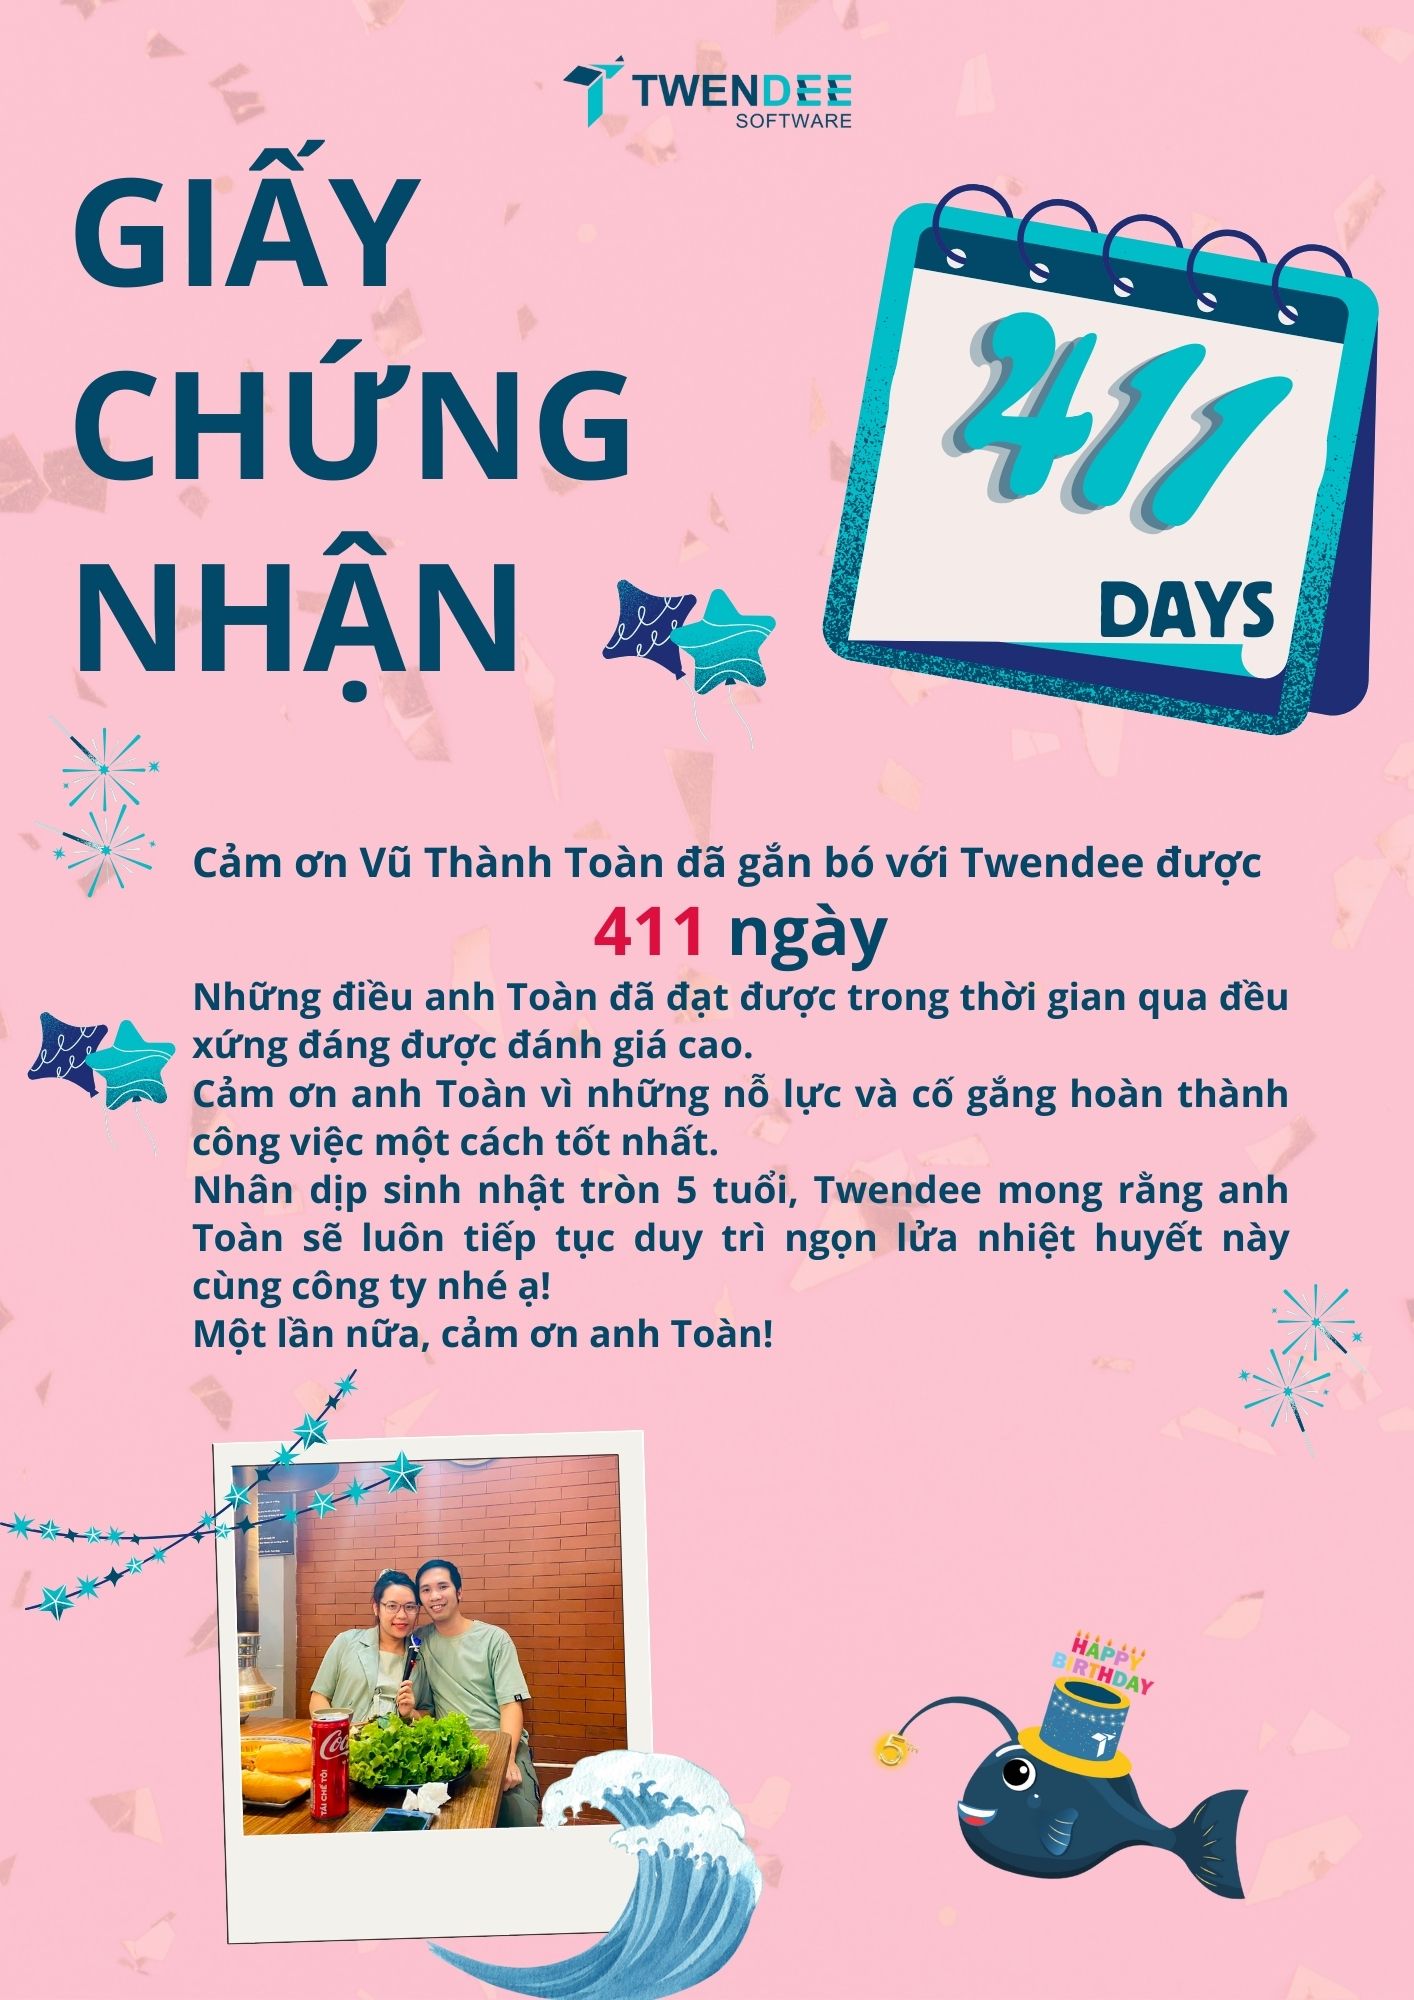 TWENDEE
SOFTWARE
GIẤY
CHỨNG
NHẬN
411
DAYS
Cảm ơn Vũ Thành Toàn đã gắn bó với Twendee được
411 ngày
Những điều anh Toàn đã đạt được trong thời gian qua đều
xứng đáng được đánh giá cao.
Cảm ơn anh Toàn vì những nỗ lực và cố gắng hoàn thành
công việc một cách tốt nhất.
Nhân dịp sinh nhật tròn 5 tuổi, Twendee mong rằng anh
Toàn sẽ luôn tiếp tục duy trì ngọn lửa nhiệt huyết này
cùng công ty nhé ạ!
Một lần nữa, cảm ơn anh Toàn!
TÁI CHẾ TÔI
HAPPY
BIRTHDAY
5th